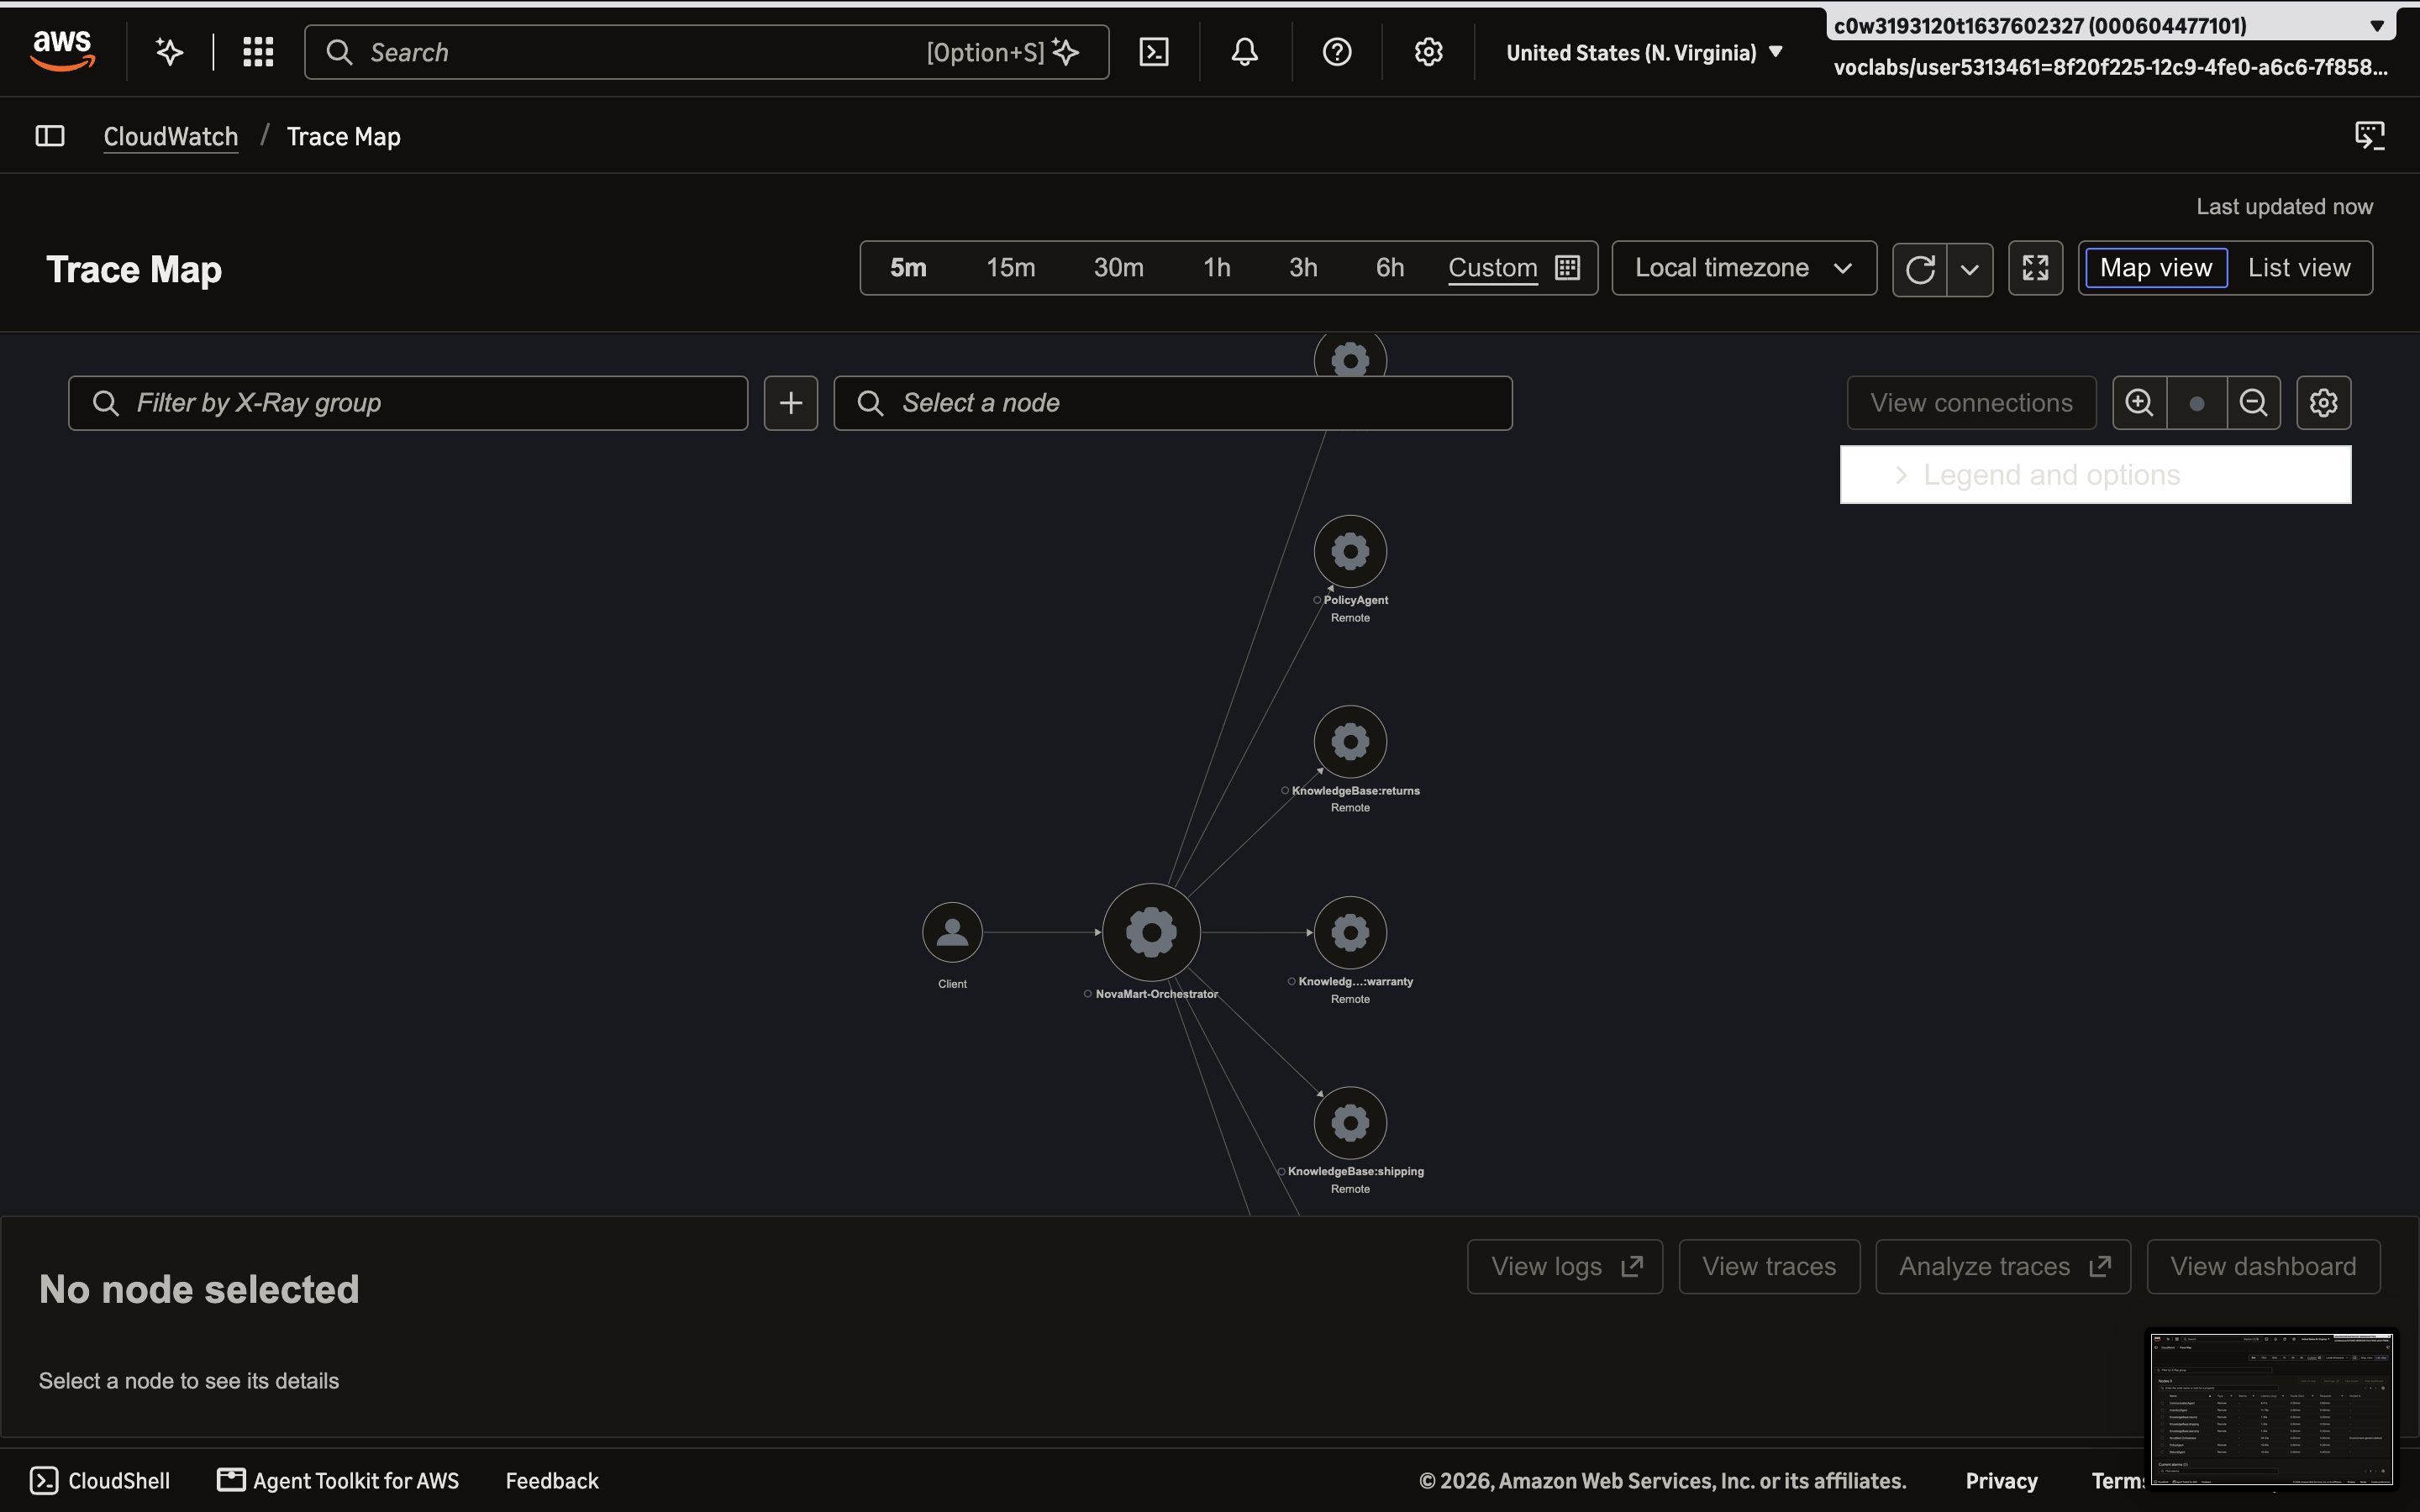 aws
Search
[Option+S]
United States (N. Virginia)
c0w3193120t1637602327 (000604477101)
voclabs/user5313461=8f20f225-12c9-4fe0-a6c6-7f858...
CloudWatch / Trace Map
Last updated now
Trace Map
5m 15m 30m 1h 3h 6h Custom
Local timezone
Map view
List view
Filter by X-Ray group
Select a node
View connections
Legend and options
PolicyAgent
Remote
KnowledgeBase:returns
Remote
Client
NovaMart-Orchestrator
Knowledg...:warranty
Remote
KnowledgeBase:shipping
Remote
No node selected
View logs
View traces
Analyze traces
View dashboard
Select a node to see its details
CloudShell
Agent Toolkit for AWS
Feedback
© 2026, Amazon Web Services, Inc. or its affiliates.
Privacy
Terms